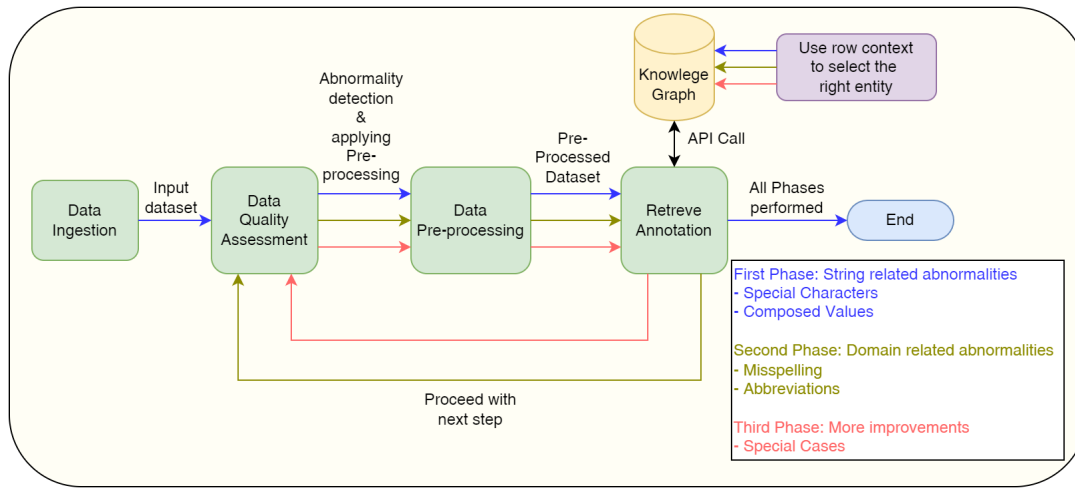 Knowlege
Graph
Use row context
to select the
right entity
Abnormality
detection
&
applying
Pre-
processing
Pre-
Processed
Dataset
API Call
Input
dataset
Data
Ingestion
Data
Quality
Assessment
Data
Pre-processing
Retreve
Annotation
All Phases
performed
End
Proceed with
next step
First Phase: String related abnormalities
- Special Characters
- Composed Values
Second Phase: Domain related abnormalities
- Misspelling
- Abbreviations
Third Phase: More improvements
- Special Cases